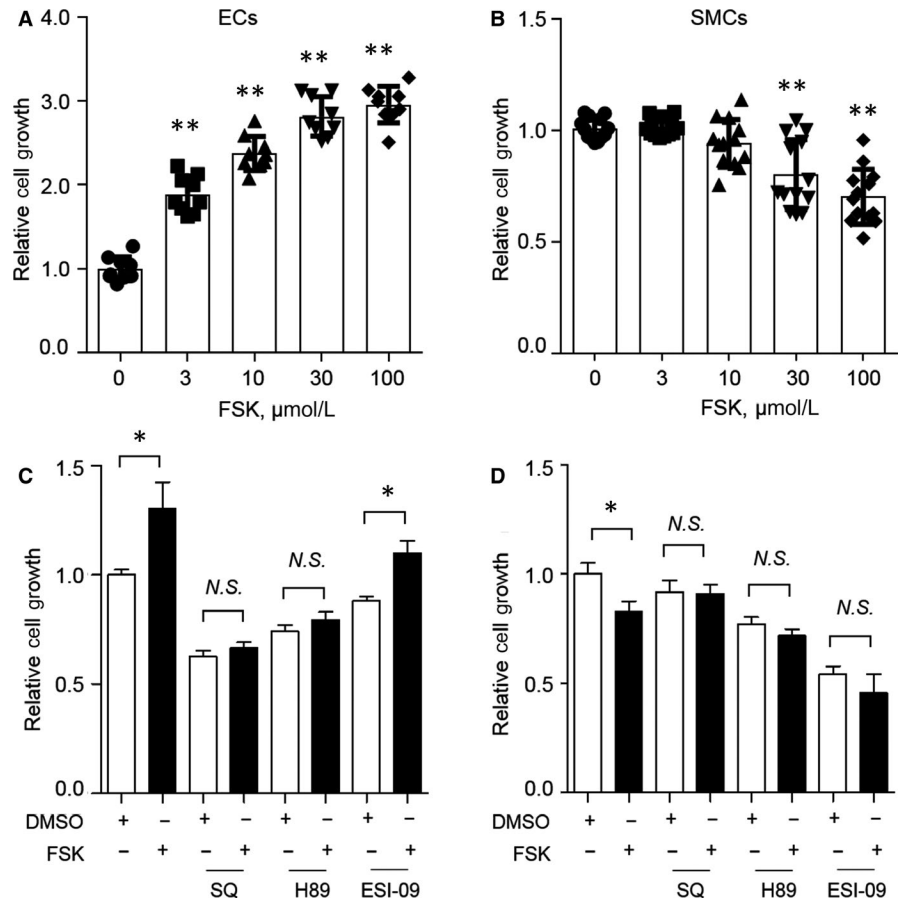 A ECs
4.0
3.0
2.0
1.0
0.0
Relative cell growth
** ** ** **
0 3 10 30 100
FSK, µmol/L
B SMCs
1.5
1.0
0.5
0.0
Relative cell growth
** **
0 3 10 30 100
FSK, µmol/L
C
1.5
1.0
0.5
0.0
Relative cell growth
* N.S. N.S. *
DMSO + – + – + – + –
FSK – + – + – + – +
SQ H89 ESI-09
D
1.5
1.0
0.5
0.0
Relative cell growth
* N.S. N.S. N.S.
+ – + – + – + –
– + – + – + – +
SQ H89 ESI-09